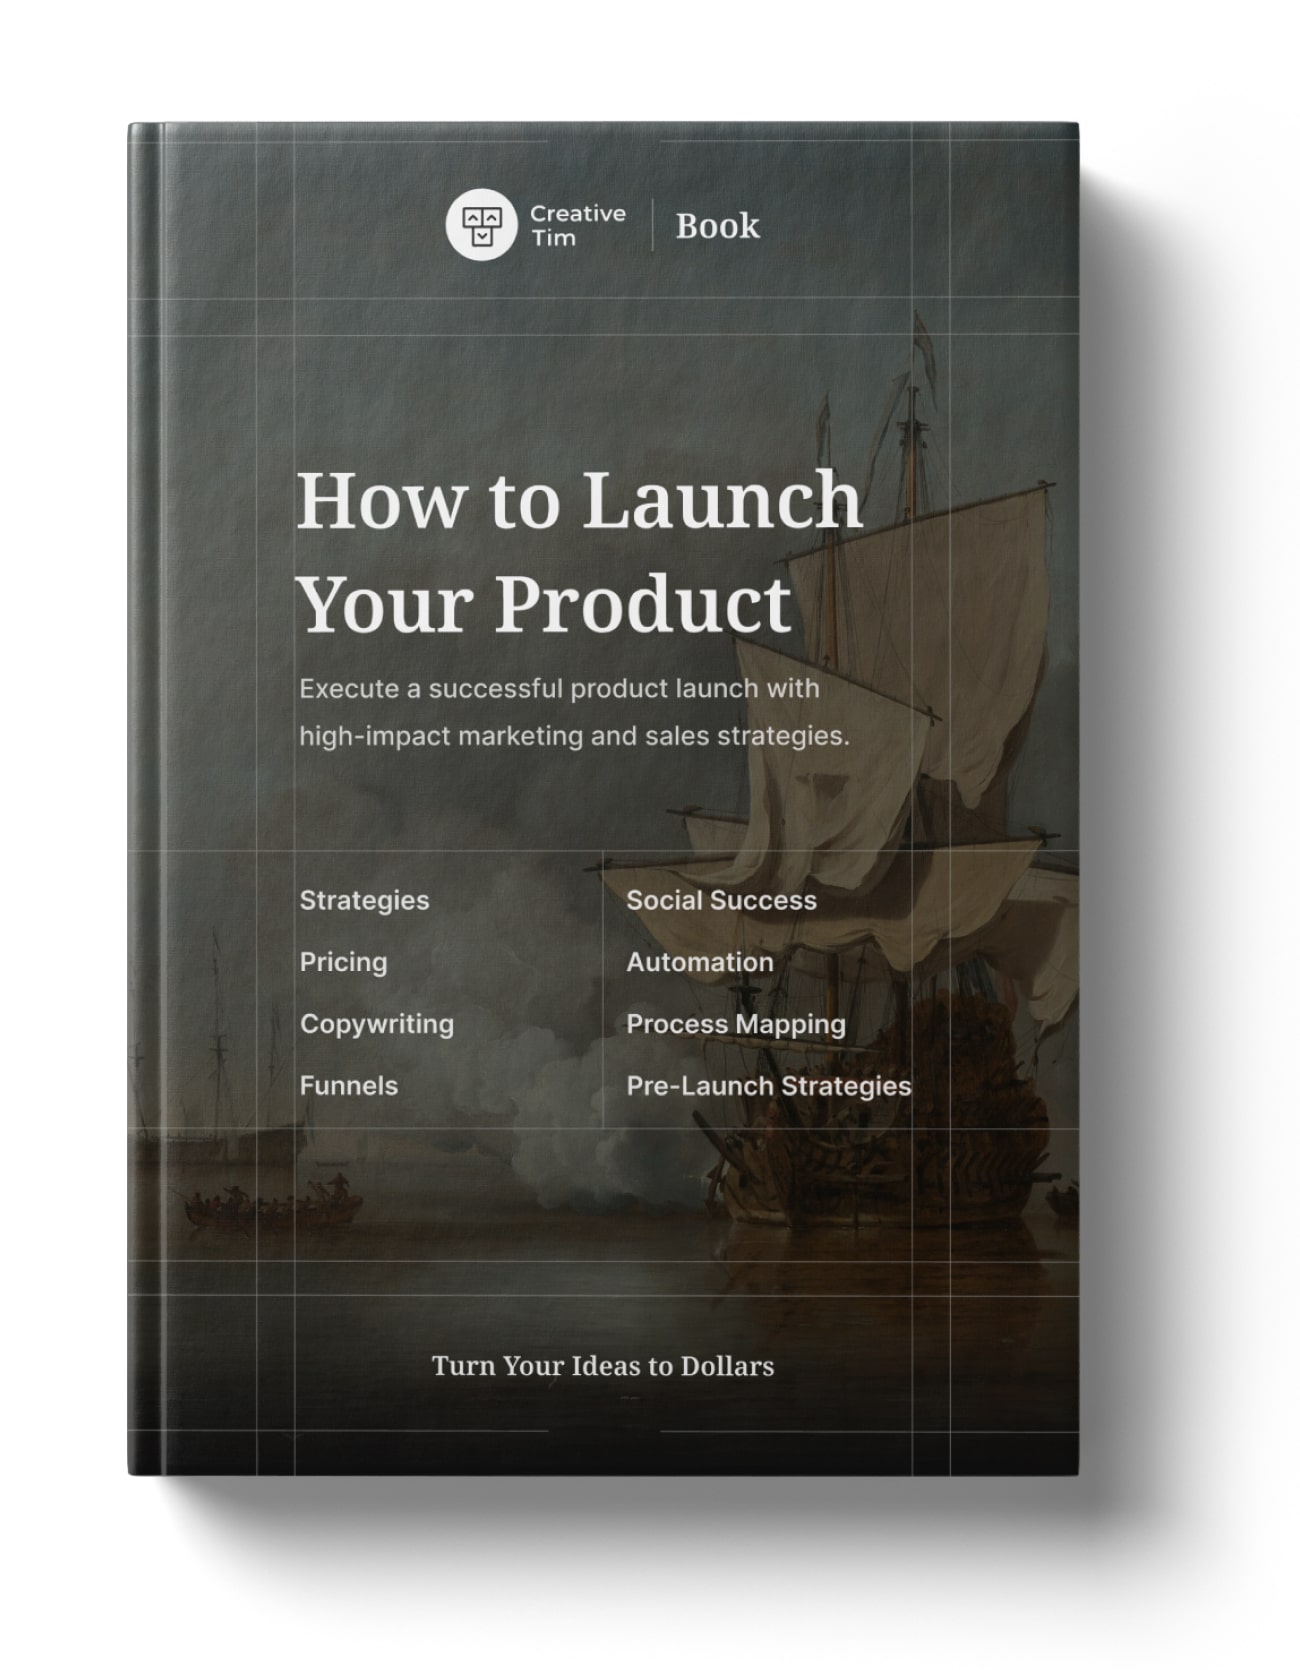 Creative
Tim
Book
How to Launch
Your Product
Execute a successful product launch with
high-impact marketing and sales strategies.
Strategies
Pricing
Copywriting
Funnels
Social Success
Automation
Process Mapping
Pre-Launch Strategies
Turn Your Ideas to Dollars